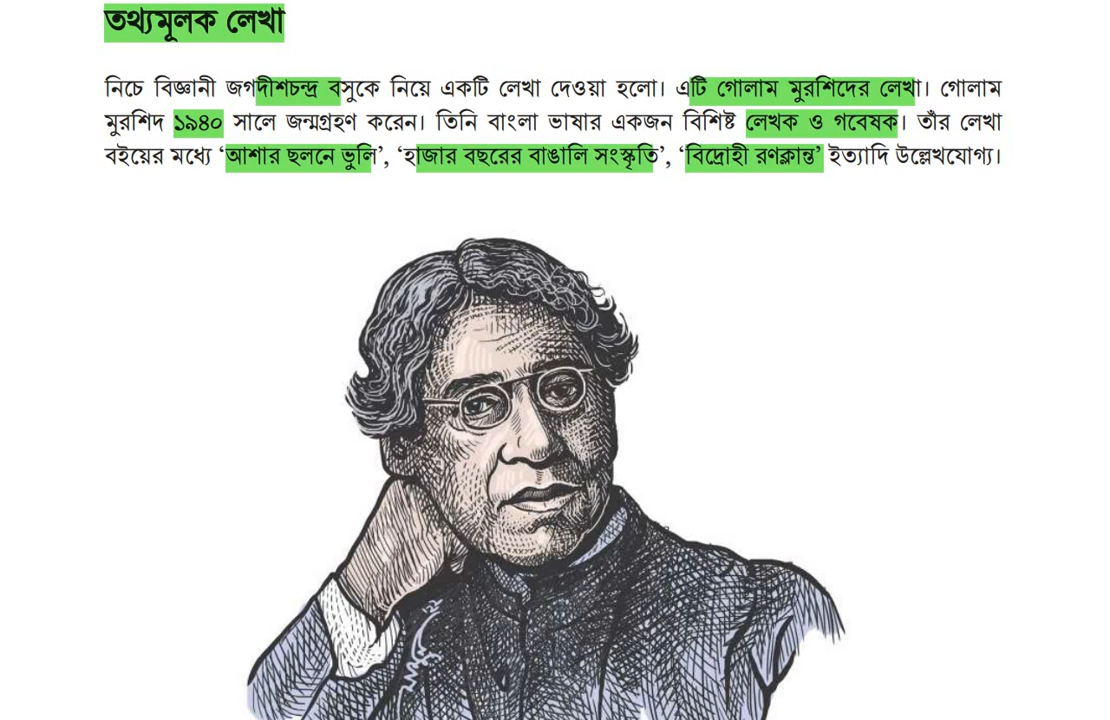 তথ্যমূলক লেখা
নিচে বিজ্ঞানী জগদীশচন্দ্র বসুকে নিয়ে একটি লেখা দেওয়া হলো। এটি গোলাম মুরশিদের লেখা। গোলাম
মুরশিদ ১৯৪০ সালে জন্মগ্রহণ করেন। তিনি বাংলা ভাষার একজন বিশিষ্ট লেখক ও গবেষক। তাঁর লেখা
বইয়ের মধ্যে ‘আশার ছলনে ভুলি’, ‘হাজার বছরের বাঙালি সংস্কৃতি’, ‘বিদ্রোহী রণক্লান্ত’ ইত্যাদি উল্লেখযোগ্য।